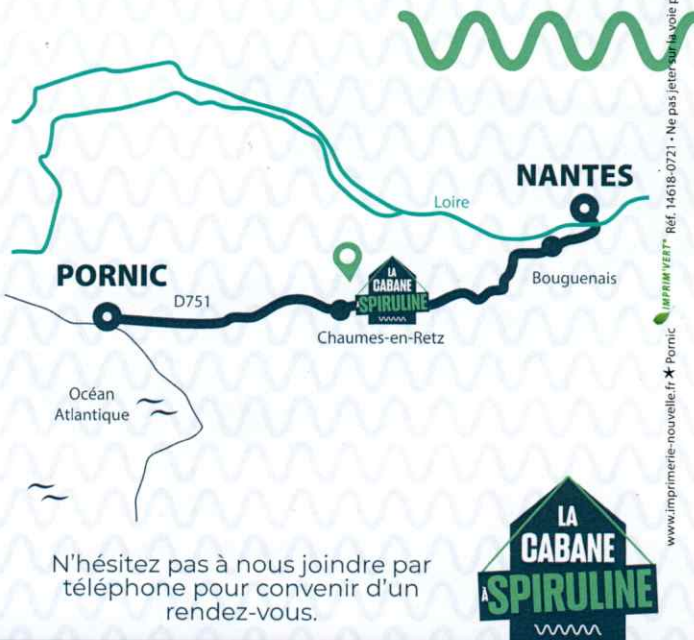 NANTES
Loire
Bouguenais
PORNIC
D751
LA
CABANE
À SPIRULINE
Chaumes-en-Retz
Océan
Atlantique
N'hésitez pas à nous joindre par
téléphone pour convenir d'un
rendez-vous.
LA
CABANE
À SPIRULINE
www.imprimerie-nouvelle.fr ★ Pornic IMPRIM'VERT® Réf. 14618-0721 • Ne pas jeter sur la voie